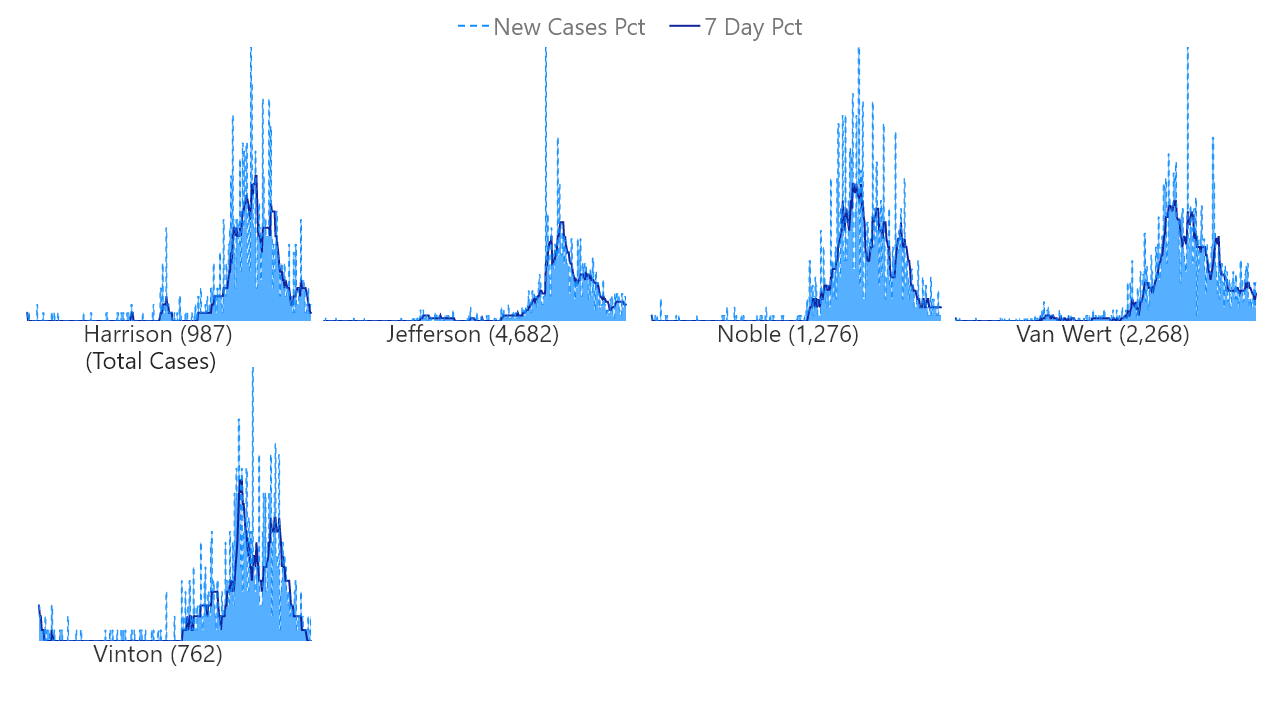 New Cases Pct 7 Day Pct
Harrison (987)
(Total Cases)
Jefferson (4,682)
Noble (1,276)
Van Wert (2,268)
Vinton (762)